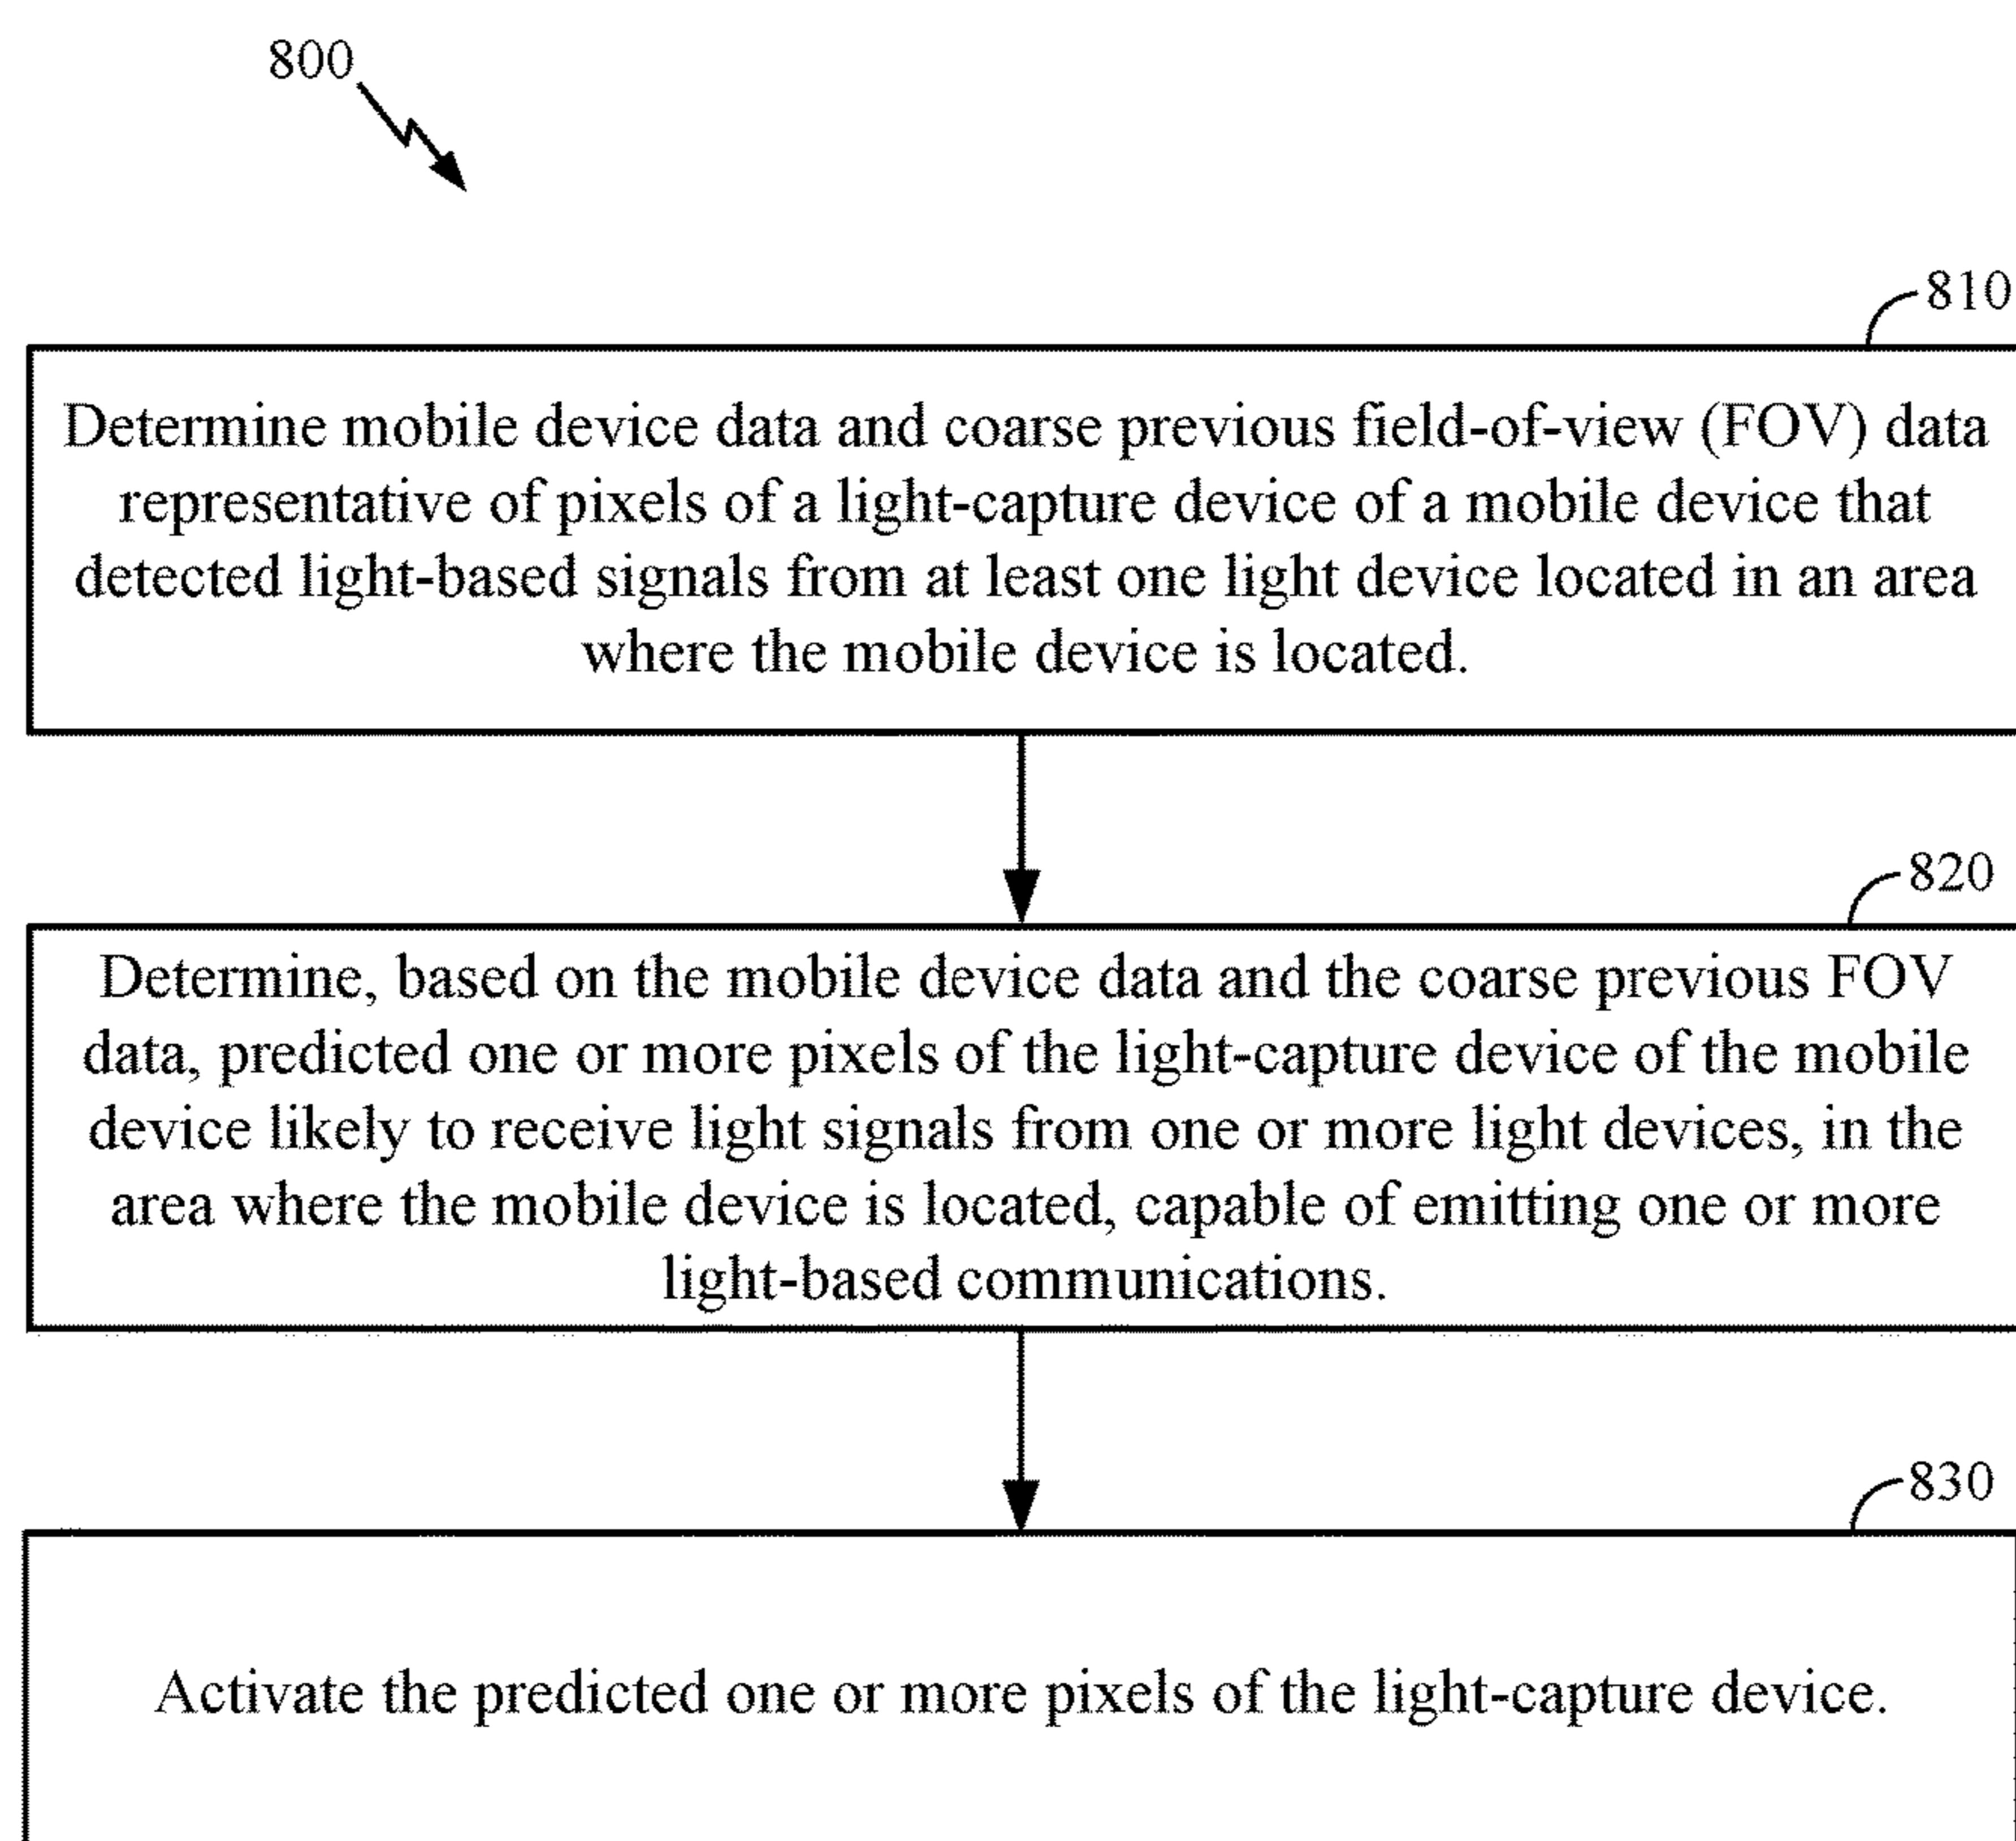 800
810
Determine mobile device data and coarse previous field-of-view (FOV) data
representative of pixels of a light-capture device of a mobile device that
detected light-based signals from at least one light device located in an area
where the mobile device is located.
820
Determine, based on the mobile device data and the coarse previous FOV
data, predicted one or more pixels of the light-capture device of the mobile
device likely to receive light signals from one or more light devices, in the
area where the mobile device is located, capable of emitting one or more
light-based communications.
830
Activate the predicted one or more pixels of the light-capture device.